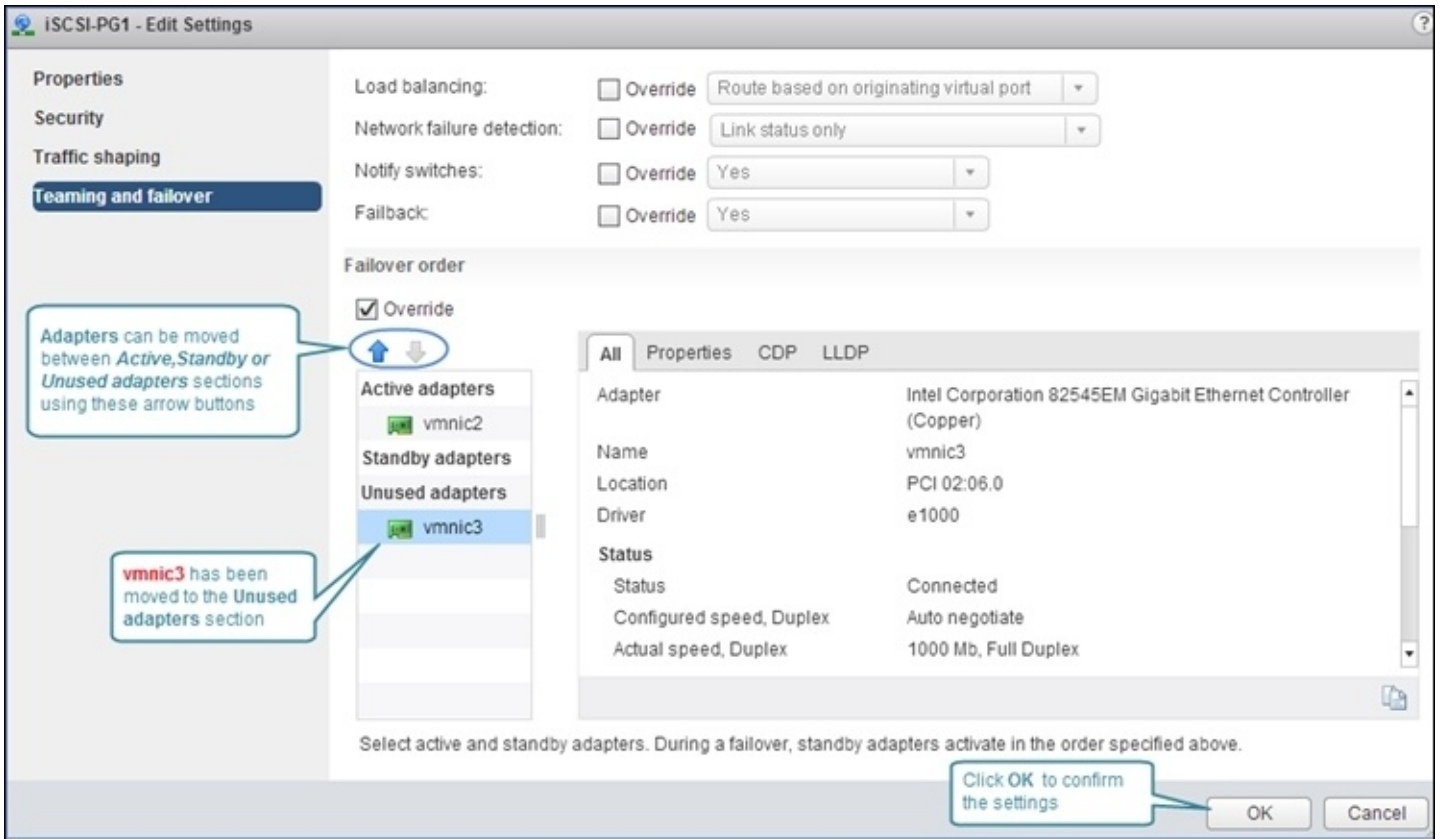 iSCSI-PG1 - Edit Settings
?
Properties
Security
Traffic shaping
Teaming and failover
Load balancing:
Override
Route based on originating virtual port
Network failure detection:
Override
Link status only
Notify switches:
Override
Yes
Failback:
Override
Yes
Failover order
Override
Adapters can be moved
between Active,Standby or
Unused adapters sections
using these arrow buttons
Active adapters
vmnic2
Standby adapters
Unused adapters
vmnic3
vmnic3 has been
moved to the Unused
adapters section
All
Properties
CDP
LLDP
Adapter
Intel Corporation 82545EM Gigabit Ethernet Controller
(Copper)
Name
vmnic3
Location
PCI 02:06.0
Driver
e1000
Status
Status
Connected
Configured speed, Duplex
Auto negotiate
Actual speed, Duplex
1000 Mb, Full Duplex
Select active and standby adapters. During a failover, standby adapters activate in the order specified above.
Click OK to confirm
the settings
OK
Cancel